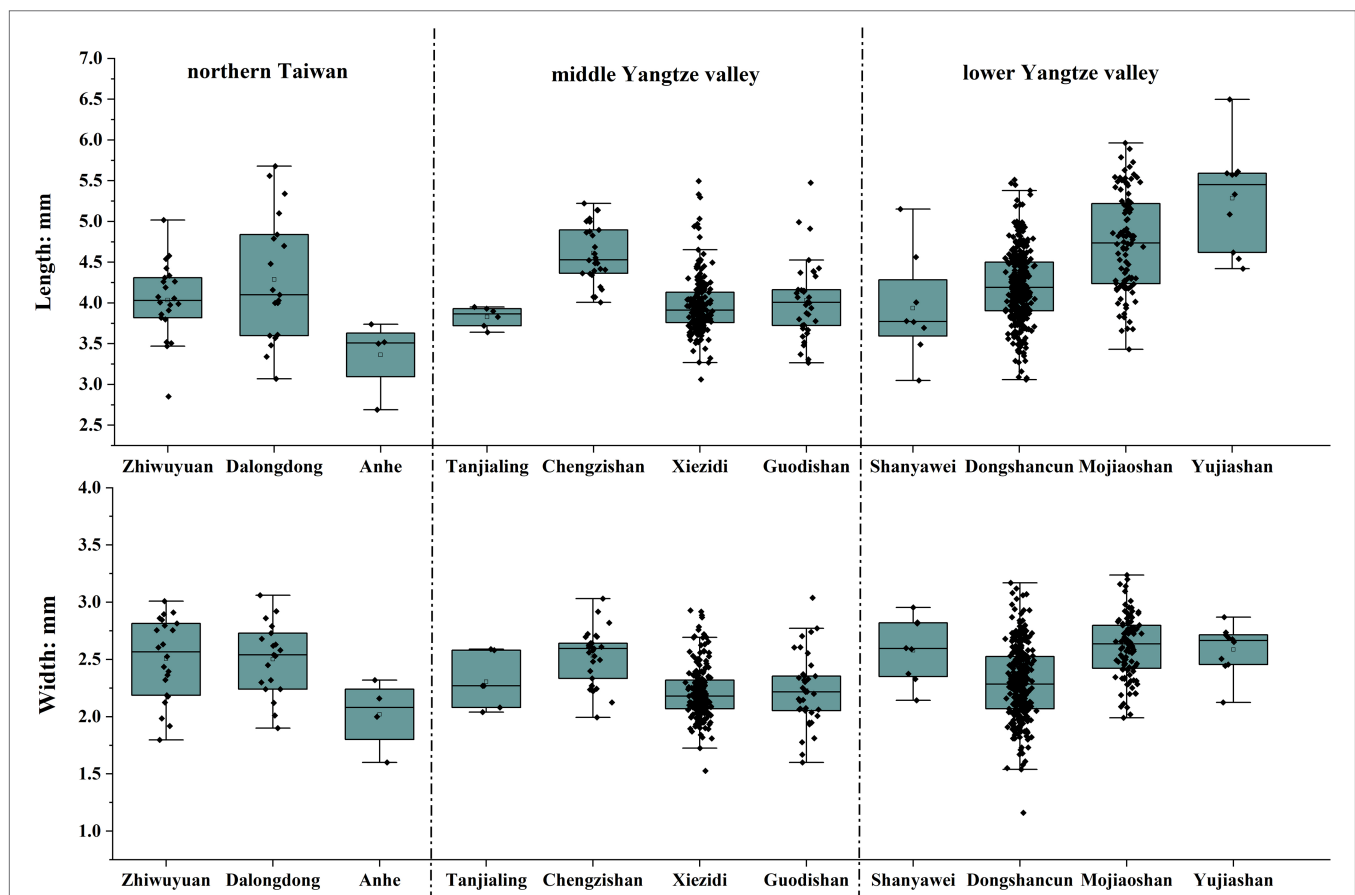 northern Taiwan
middle Yangtze valley
lower Yangtze valley
Length: mm
7.0
6.5
6.0
5.5
5.0
4.5
4.0
3.5
3.0
2.5
Zhiwuyuan Dalongdong Anhe Tanjialing Chengzishan Xiezidi Guodishan Shanyawei Dongshancun Mojiaoshan Yujiashan
Width: mm
4.0
3.5
3.0
2.5
2.0
1.5
1.0
Zhiwuyuan Dalongdong Anhe Tanjialing Chengzishan Xiezidi Guodishan Shanyawei Dongshancun Mojiaoshan Yujiashan